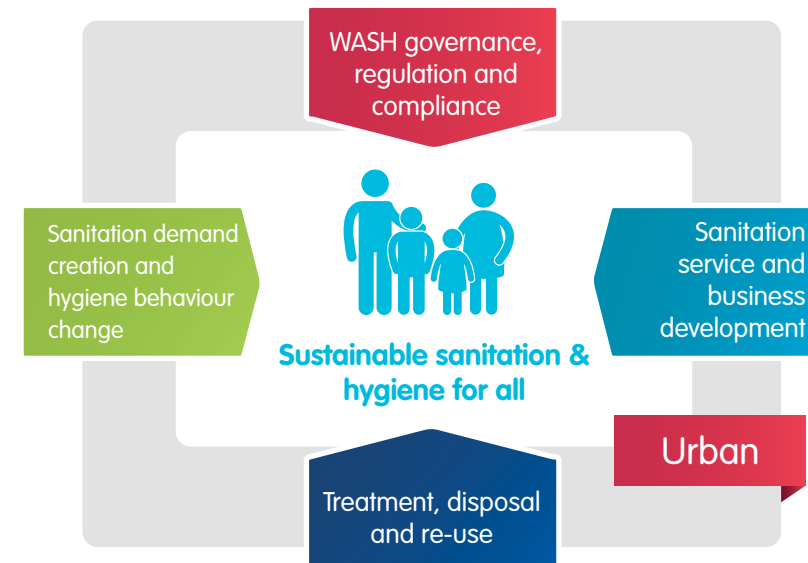 WASH governance,
regulation and
compliance
Sanitation demand
creation and
hygiene behaviour
change
Sanitation
service and
business
development
Sustainable sanitation &
hygiene for all
Urban
Treatment, disposal
and re-use